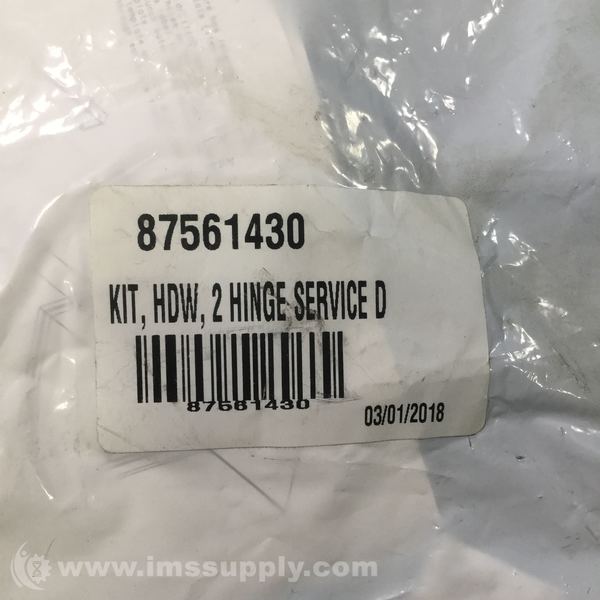 87561430
KIT, HDW, 2 HINGE SERVICE D
87561430
03/01/2018
www.imssupply.com